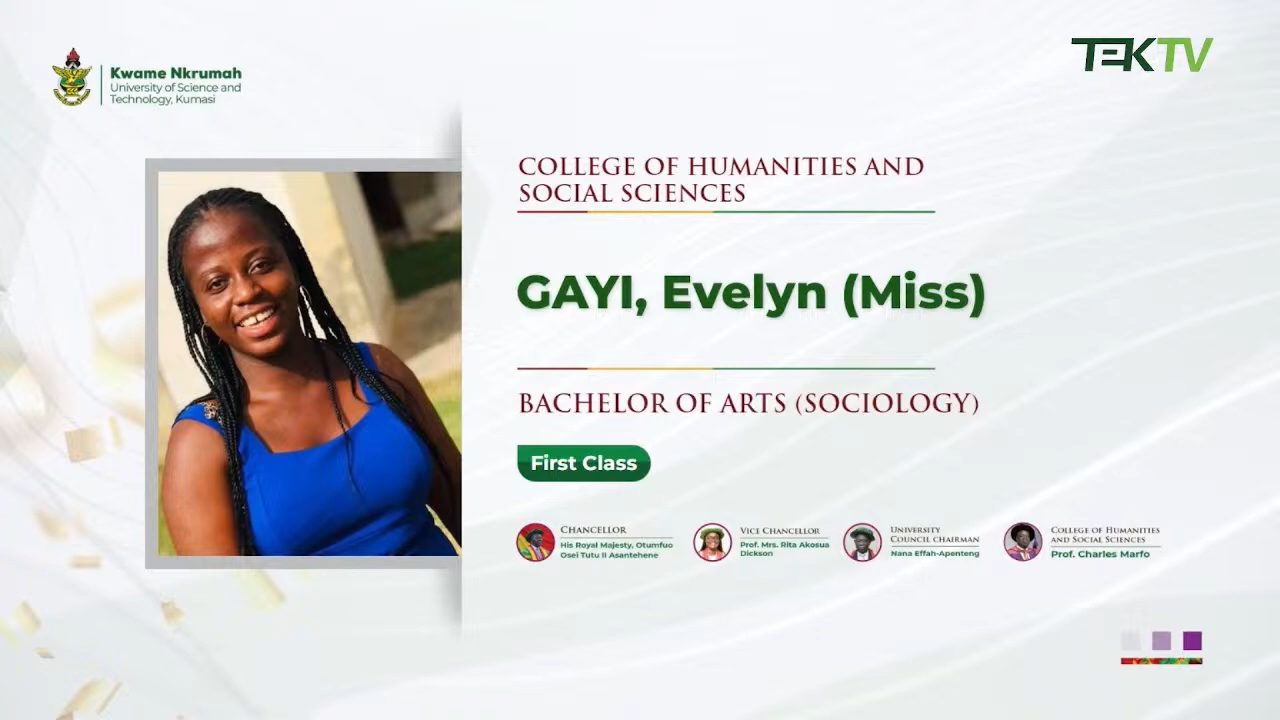 TEKTV
Kwame Nkrumah
University of Science and
Technology, Kumasi
COLLEGE OF HUMANITIES AND
SOCIAL SCIENCES
GAYI, Evelyn (Miss)
BACHELOR OF ARTS (SOCIOLOGY)
First Class
CHANCELLOR
His Royal Majesty, Otumfuo
Osei Tutu II Asantehene
VICE CHANCELLOR
Prof. Mrs. Rita Akosua
Dickson
UNIVERSITY
COUNCIL CHAIRMAN
Nana Effah-Apenteng
COLLEGE OF HUMANITIES
AND SOCIAL SCIENCES
Prof. Charles Marfo